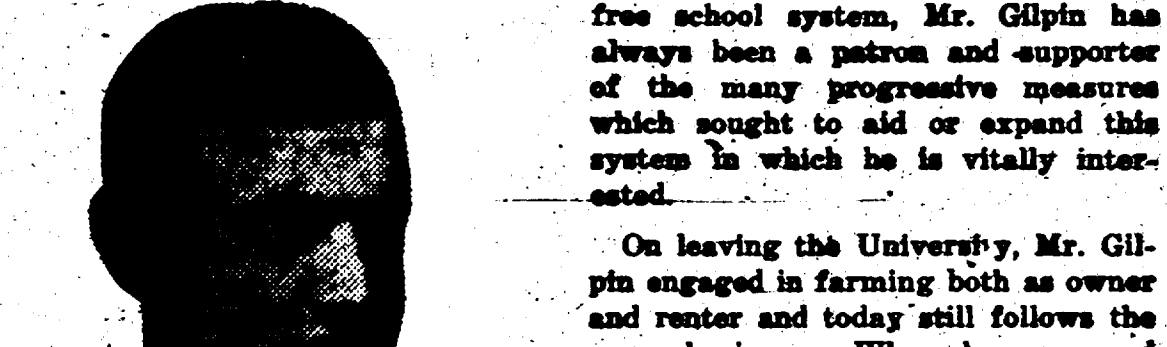 free school system, Mr. Gilpin has
always been a patron and supporter
of the many progressive measures
which sought to aid or expand this
system in which he is vitally inter-
ested.
On leaving the University, Mr. Gil-
pin engaged in farming both as owner
and renter and today still follows the